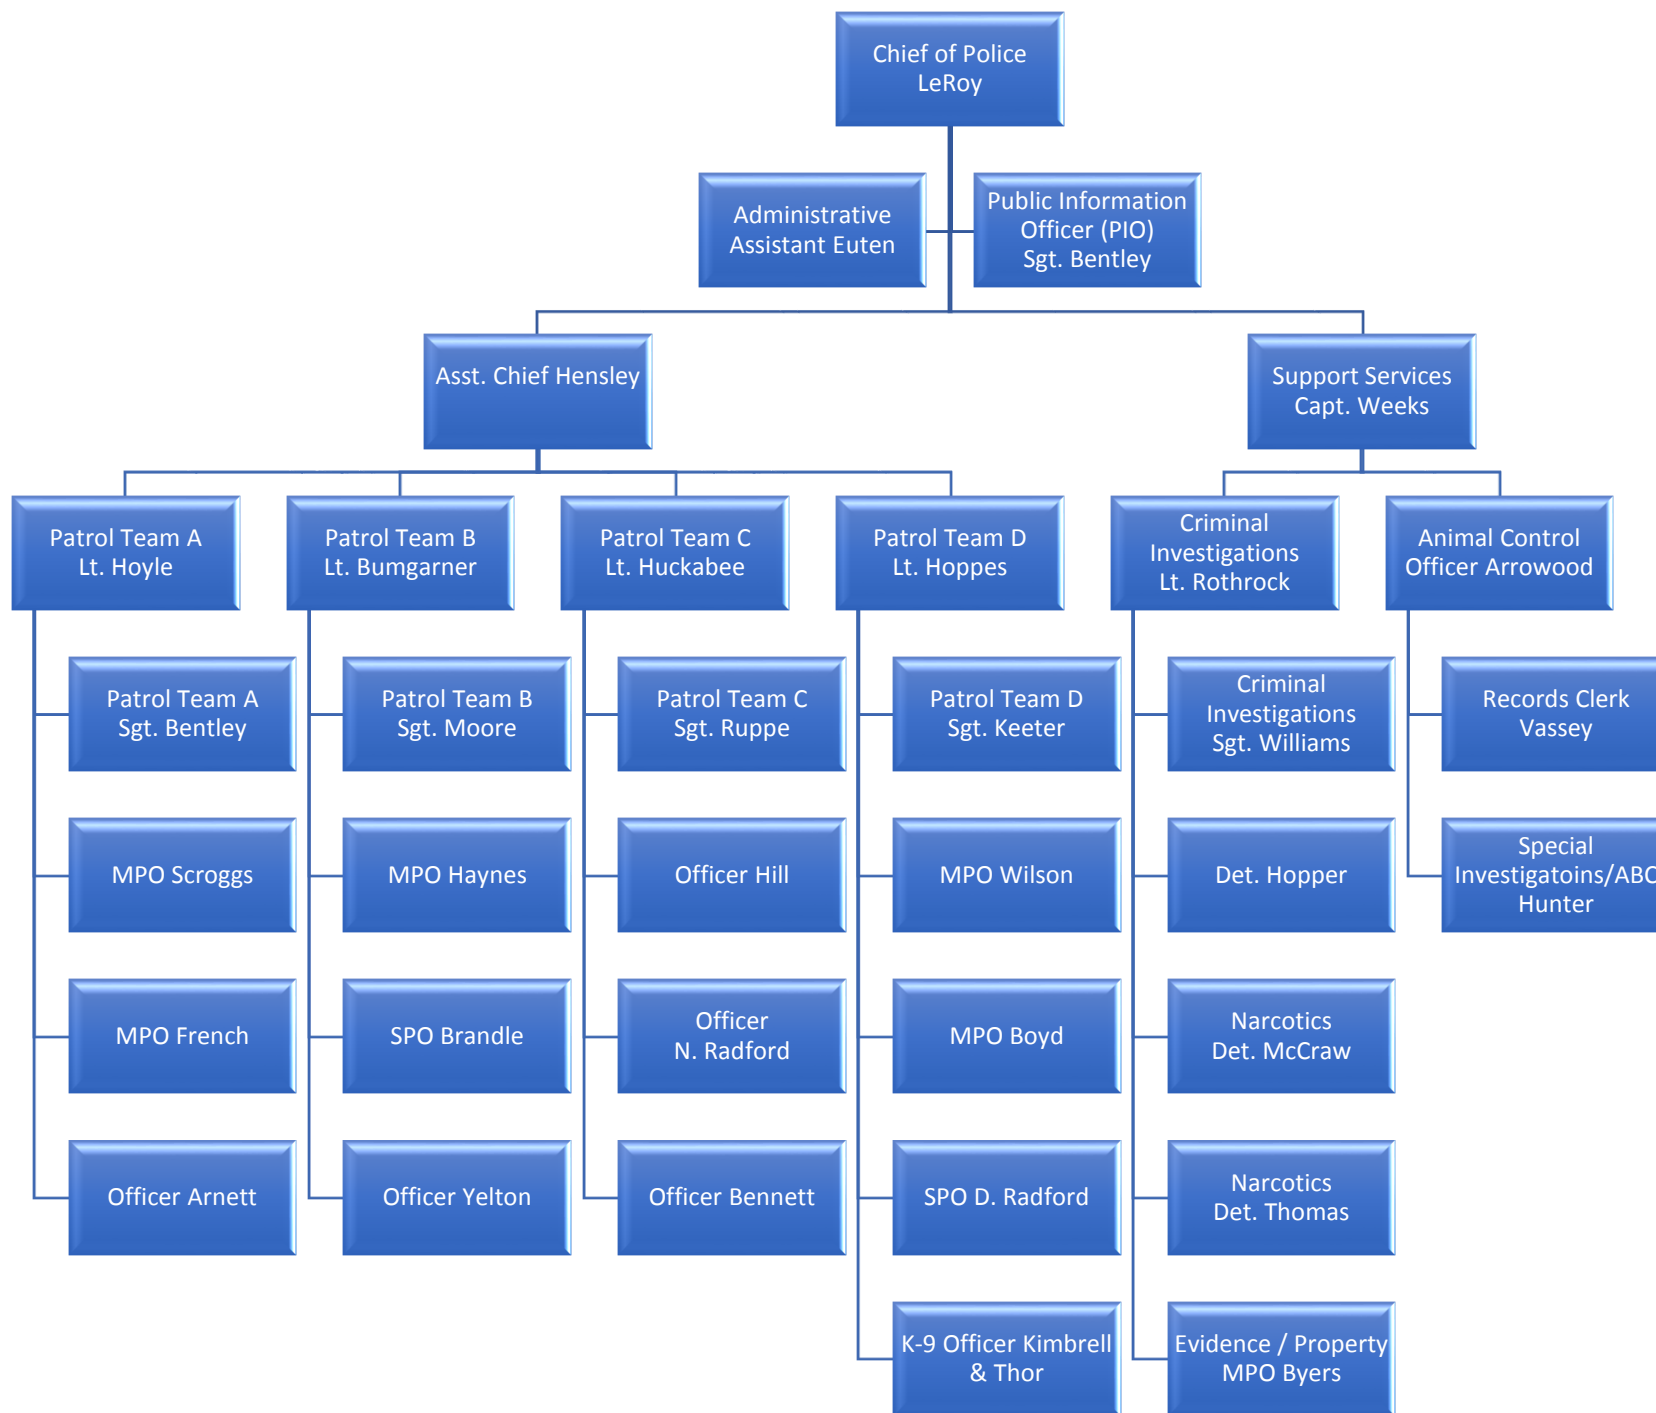 Chief of Police
LeRoy
Administrative
Assistant Euten
Public Information
Officer (PIO)
Sgt. Bentley
Asst. Chief Hensley
Support Services
Capt. Weeks
Patrol Team A
Lt. Hoyle
Patrol Team B
Lt. Bumgarner
Patrol Team C
Lt. Huckabee
Patrol Team D
Lt. Hoppes
Criminal
Investigations
Lt. Rothrock
Animal Control
Officer Arrowood
Patrol Team A
Sgt. Bentley
Patrol Team B
Sgt. Moore
Patrol Team C
Sgt. Ruppe
Patrol Team D
Sgt. Keeter
Criminal
Investigations
Sgt. Williams
Records Clerk
Vassey
MPO Scroggs
MPO Haynes
Officer Hill
MPO Wilson
Det. Hopper
Special
Investigatoins/ABC
Hunter
MPO French
SPO Brandle
Officer
N. Radford
MPO Boyd
Narcotics
Det. McCraw
Officer Arnett
Officer Yelton
Officer Bennett
SPO D. Radford
Narcotics
Det. Thomas
K-9 Officer Kimbrell
& Thor
Evidence / Property
MPO Byers